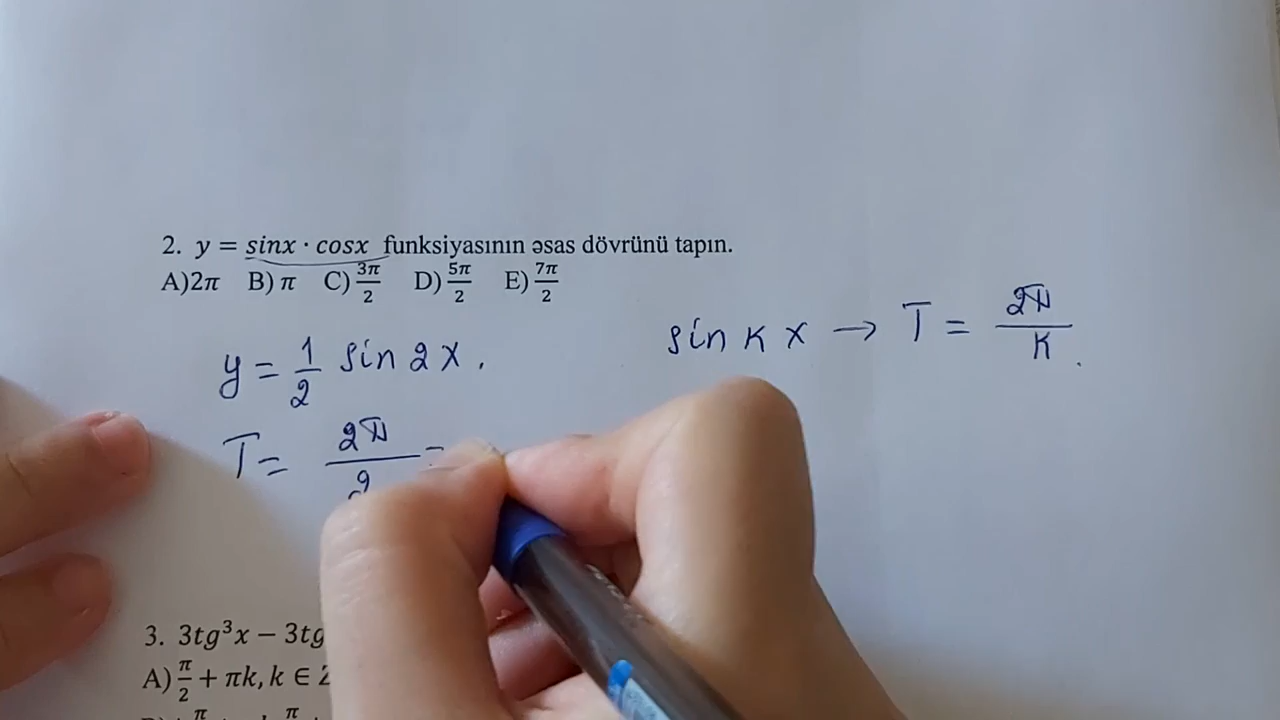 2. y = sinx · cosx funksiyasının əsas dövrünü tapın.
A)2π B) π C) 3π/2 D) 5π/2 E) 7π/2
y = 1/2 sin 2x.
sin kx → T = 2π/k.
T = 2π/2 =
3. 3tg³x − 3tg
A) π/2 + πk, k ∈